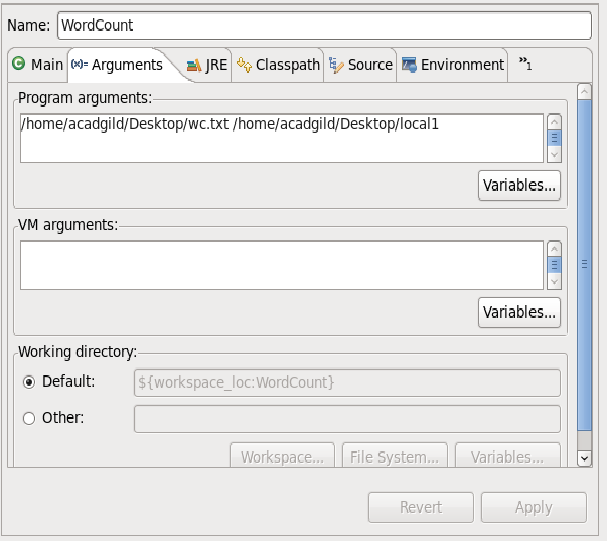 Name: WordCount
Main (x)= Arguments JRE Classpath Source Environment »1
Program arguments:
/home/acadgild/Desktop/wc.txt /home/acadgild/Desktop/local1
Variables...
VM arguments:
Variables...
Working directory:
Default: ${workspace_loc:WordCount}
Other:
Workspace... File System... Variables...
Revert Apply